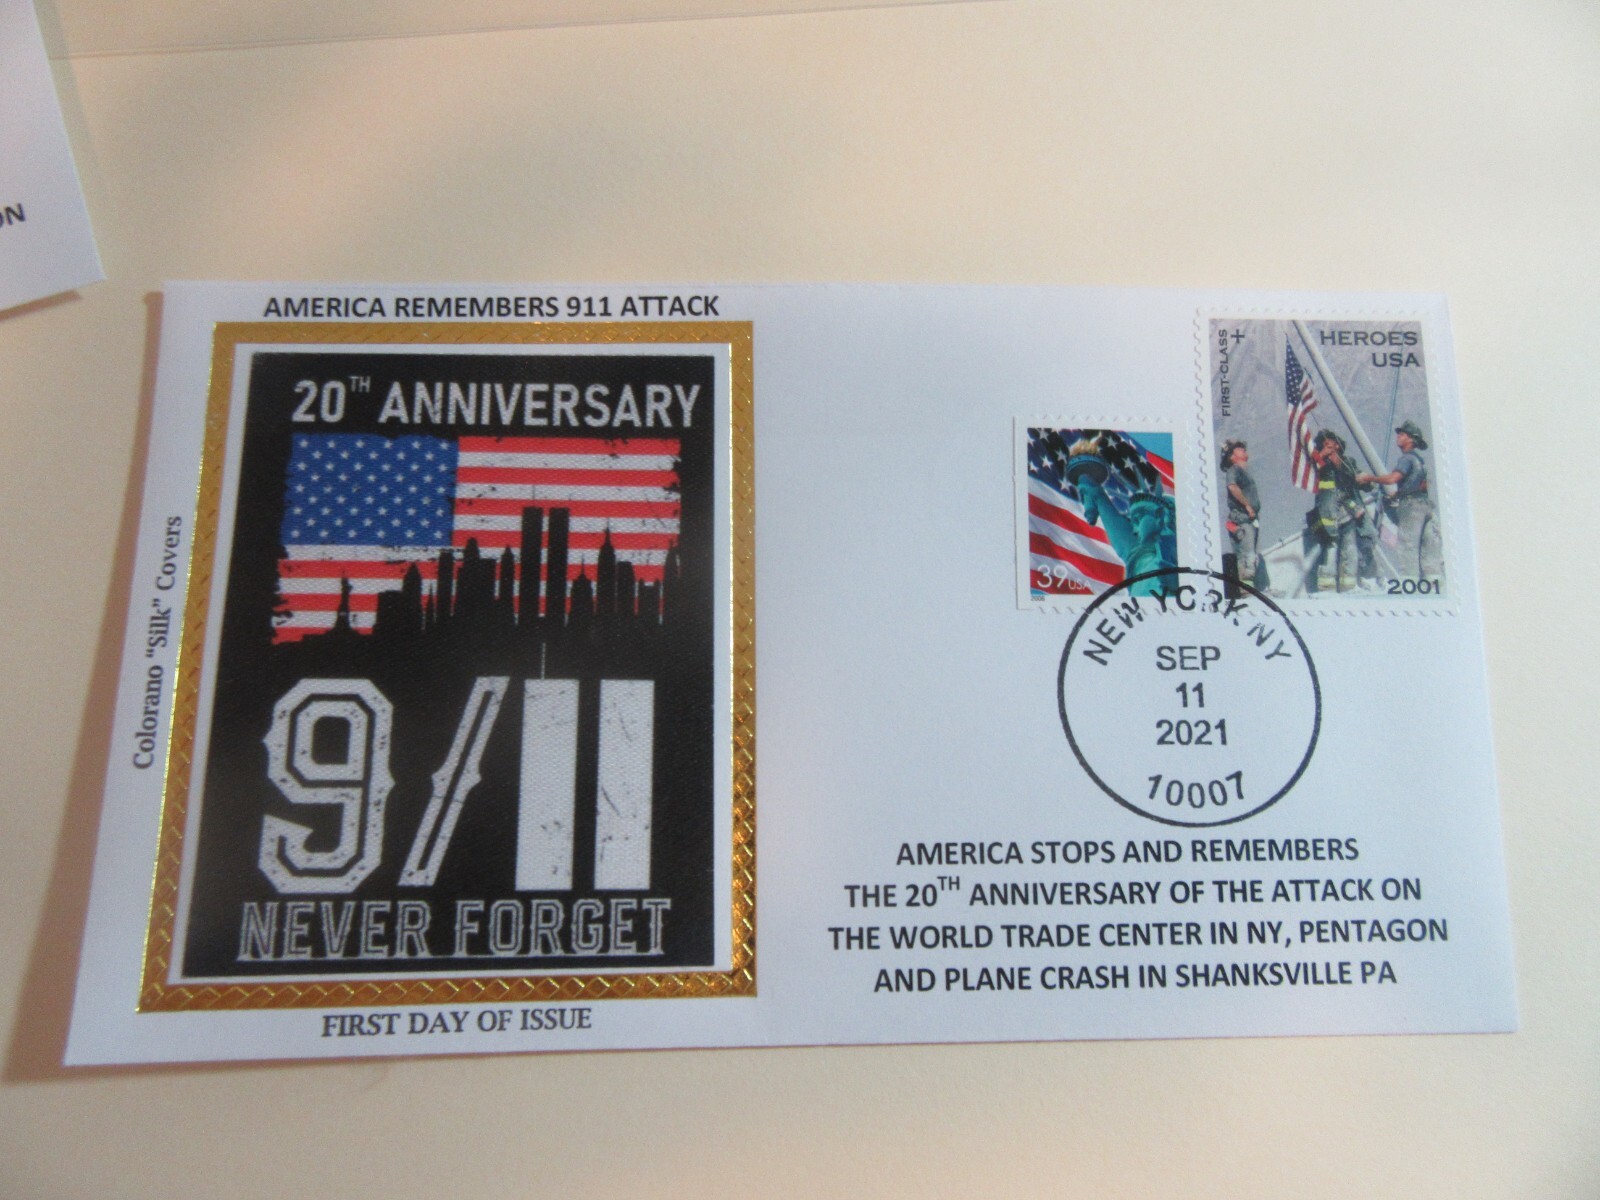 AMERICA REMEMBERS 911 ATTACK
20TH ANNIVERSARY
9/11
NEVER FORGET
Colorano "Silk" Covers
FIRST DAY OF ISSUE
FIRST-CLASS +
HEROES
USA
2001
39 USA
2006
NEW YORK NY
SEP
11
2021
10007
AMERICA STOPS AND REMEMBERS
THE 20TH ANNIVERSARY OF THE ATTACK ON
THE WORLD TRADE CENTER IN NY, PENTAGON
AND PLANE CRASH IN SHANKSVILLE PA